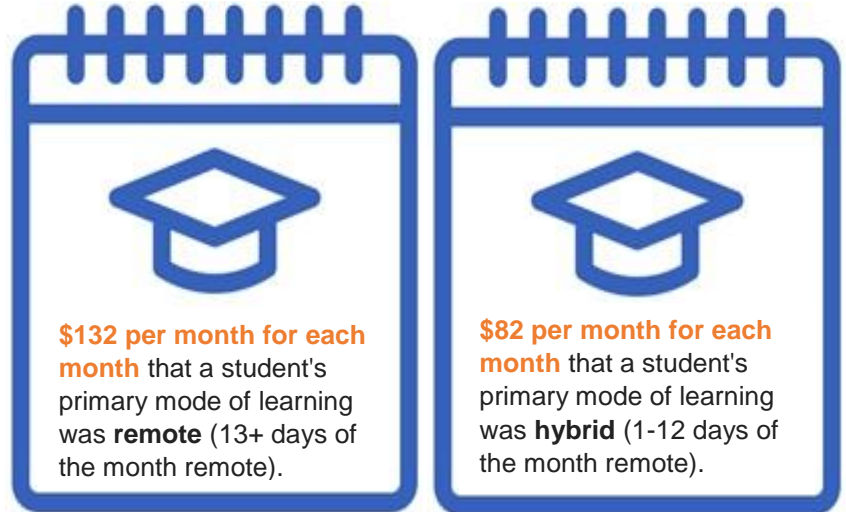 $132 per month for each
month that a student's
primary mode of learning
was remote (13+ days of
the month remote).
$82 per month for each
month that a student's
primary mode of learning
was hybrid (1-12 days of
the month remote).